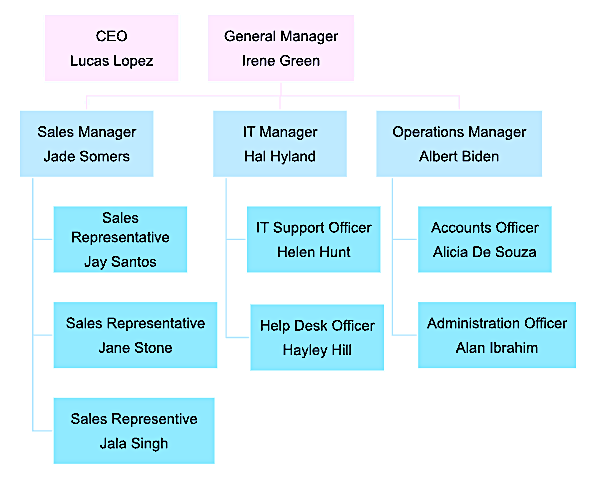 CEO
Lucas Lopez
General Manager
Irene Green
Sales Manager
Jade Somers
IT Manager
Hal Hyland
Operations Manager
Albert Biden
Sales
Representative
Jay Santos
IT Support Officer
Helen Hunt
Accounts Officer
Alicia De Souza
Sales Representative
Jane Stone
Help Desk Officer
Hayley Hill
Administration Officer
Alan Ibrahim
Sales Representive
Jala Singh